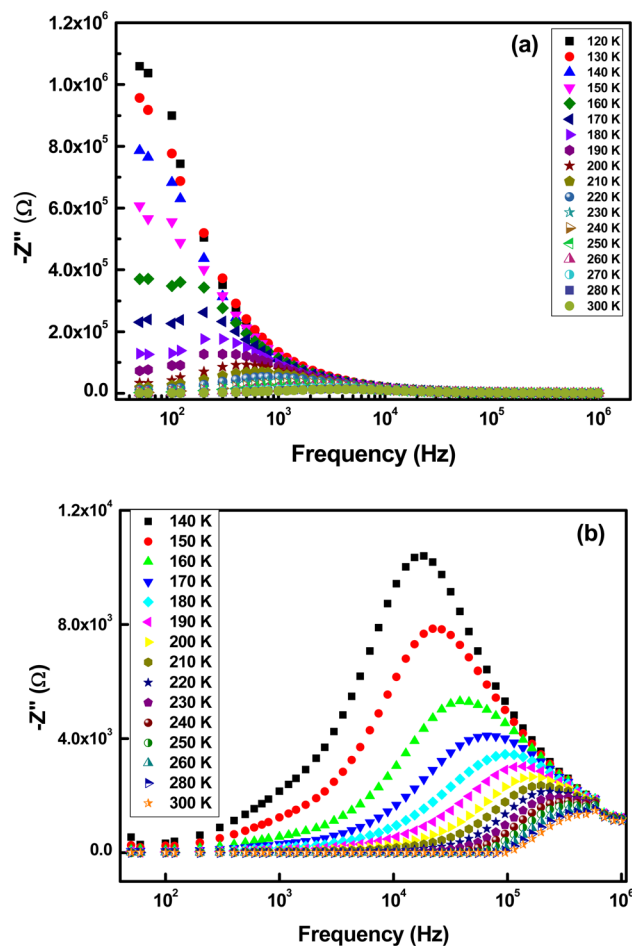 (a)
1.2x10⁶
1.0x10⁶
8.0x10⁵
6.0x10⁵
4.0x10⁵
2.0x10⁵
0.0
-Z" (Ω)
10²
10³
10⁴
10⁵
10⁶
Frequency (Hz)
120 K
130 K
140 K
150 K
160 K
170 K
180 K
190 K
200 K
210 K
220 K
230 K
240 K
250 K
260 K
270 K
280 K
300 K
(b)
1.2x10⁴
8.0x10³
4.0x10³
0.0
-Z" (Ω)
10²
10³
10⁴
10⁵
10⁶
Frequency (Hz)
140 K
150 K
160 K
170 K
180 K
190 K
200 K
210 K
220 K
230 K
240 K
250 K
260 K
280 K
300 K